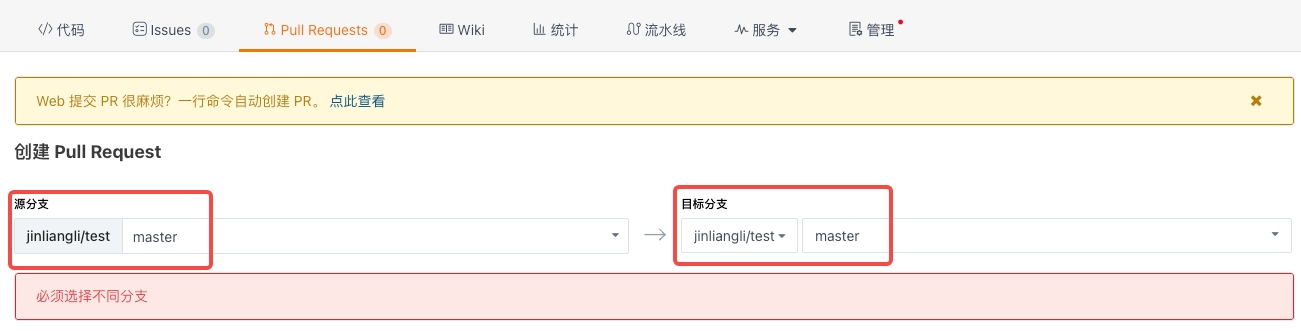 代码 Issues 0 Pull Requests 0 Wiki 统计 流水线 服务 管理
Web 提交 PR 很麻烦？一行命令自动创建 PR。 点此查看
创建 Pull Request
源分支 目标分支
jinliangli/test master jinliangli/test master
必须选择不同分支